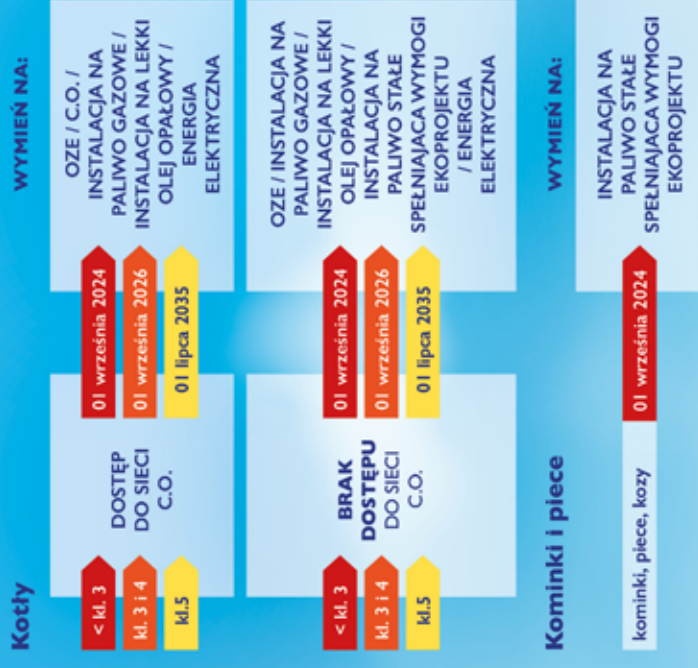 Kotły
WYMIEŃ NA:
< kl. 3
kl. 3 i 4
kl.5
DOSTĘP
DO SIECI
C.O.
01 września 2024
01 września 2026
01 lipca 2035
OZE / C.O. /
INSTALACJA NA
PALIWO GAZOWE /
INSTALACJA NA LEKKI
OLEJ OPAŁOWY /
ENERGIA
ELEKTRYCZNA
< kl. 3
kl. 3 i 4
kl.5
BRAK
DOSTĘPU
DO SIECI
C.O.
01 września 2024
01 września 2026
01 lipca 2035
OZE / INSTALACJA NA
PALIWO GAZOWE /
INSTALACJA NA LEKKI
OLEJ OPAŁOWY /
INSTALACJA NA
PALIWO STAŁE
SPEŁNIAJACA WYMOGI
EKOPROJEKTU
/ ENERGIA
ELEKTRYCZNA
Kominki i piece
WYMIEŃ NA:
kominki, piece, kozy
01 września 2024
INSTALACJA NA
PALIWO STAŁE
SPEŁNIAJACA WYMOGI
EKOPROJEKTU